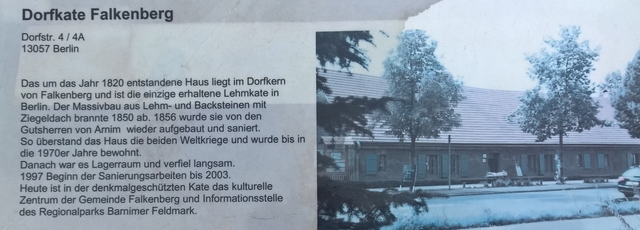 Dorfkate Falkenberg
Dorfstr. 4 / 4A
13057 Berlin
Das um das Jahr 1820 entstandene Haus liegt im Dorfkern
von Falkenberg und ist die einzige erhaltene Lehmkate in
Berlin. Der Massivbau aus Lehm- und Backsteinen mit
Ziegeldach brannte 1850 ab. 1856 wurde sie von den
Gutsherren von Arnim wieder aufgebaut und saniert.
So überstand das Haus die beiden Weltkriege und wurde bis in
die 1970er Jahre bewohnt.
Danach war es Lagerraum und verfiel langsam.
1997 Beginn der Sanierungsarbeiten bis 2003.
Heute ist in der denkmalgeschützten Kate das kulturelle
Zentrum der Gemeinde Falkenberg und Informationsstelle
des Regionalparks Barnimer Feldmark.